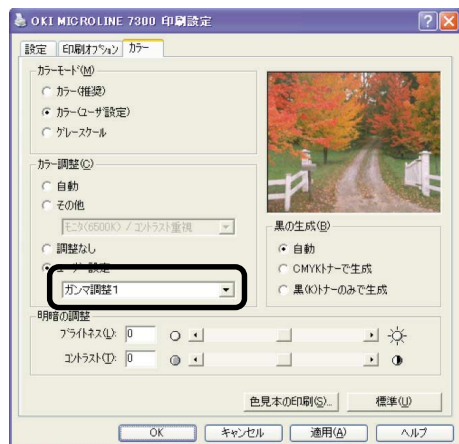 OKI MICROLINE 7300 印刷設定
設定 印刷オプション カラー
カラーモード(M)
カラー(推奨)
カラー(ユーザ設定)
グレースケール
カラー調整(C)
自動
その他
モニタ(6500K) / コントラスト重視
調整なし
ユーザー設定
ガンマ調整1
黒の生成(B)
自動
CMYKトナーで生成
黒(K)トナーのみで生成
明暗の調整
ブライトネス(L): 0
コントラスト(T): 0
色見本の印刷(S)... 標準(U)
OK キャンセル 適用(A) ヘルプ